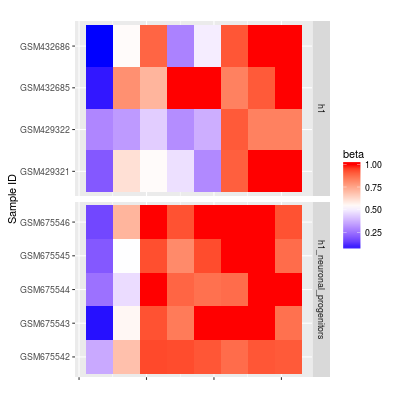 GSM432686
GSM432685
GSM429322
GSM429321
h1
GSM675546
GSM675545
GSM675544
GSM675543
GSM675542
h1_neuronal_progenitors
Sample ID
beta
1.00
0.75
0.50
0.25